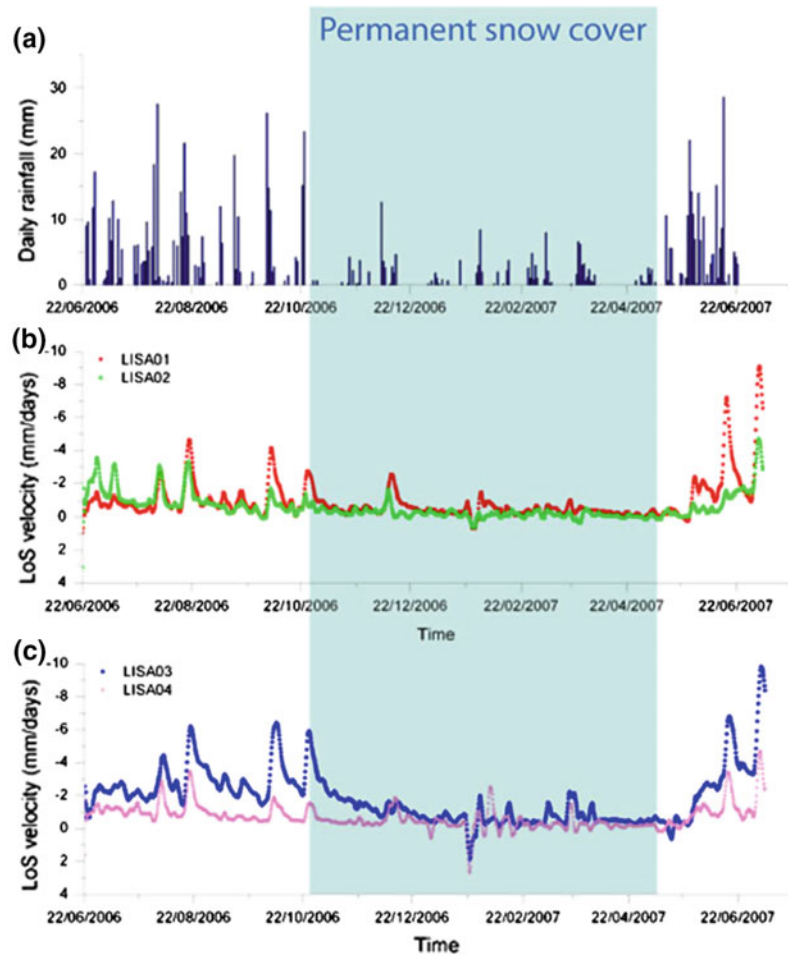 Permanent snow cover
(a)
Daily rainfall (mm)
30
20
10
0
22/06/2006 22/08/2006 22/10/2006 22/12/2006 22/02/2007 22/04/2007 22/06/2007
(b)
LISA01
LISA02
LoS velocity (mm/days)
-10
-8
-6
-4
-2
0
2
4
22/06/2006 22/08/2006 22/10/2006 22/12/2006 22/02/2007 22/04/2007 22/06/2007
Time
(c)
LISA03
LISA04
LoS velocity (mm/days)
-10
-8
-6
-4
-2
0
2
4
22/06/2006 22/08/2006 22/10/2006 22/12/2006 22/02/2007 22/04/2007 22/06/2007
Time